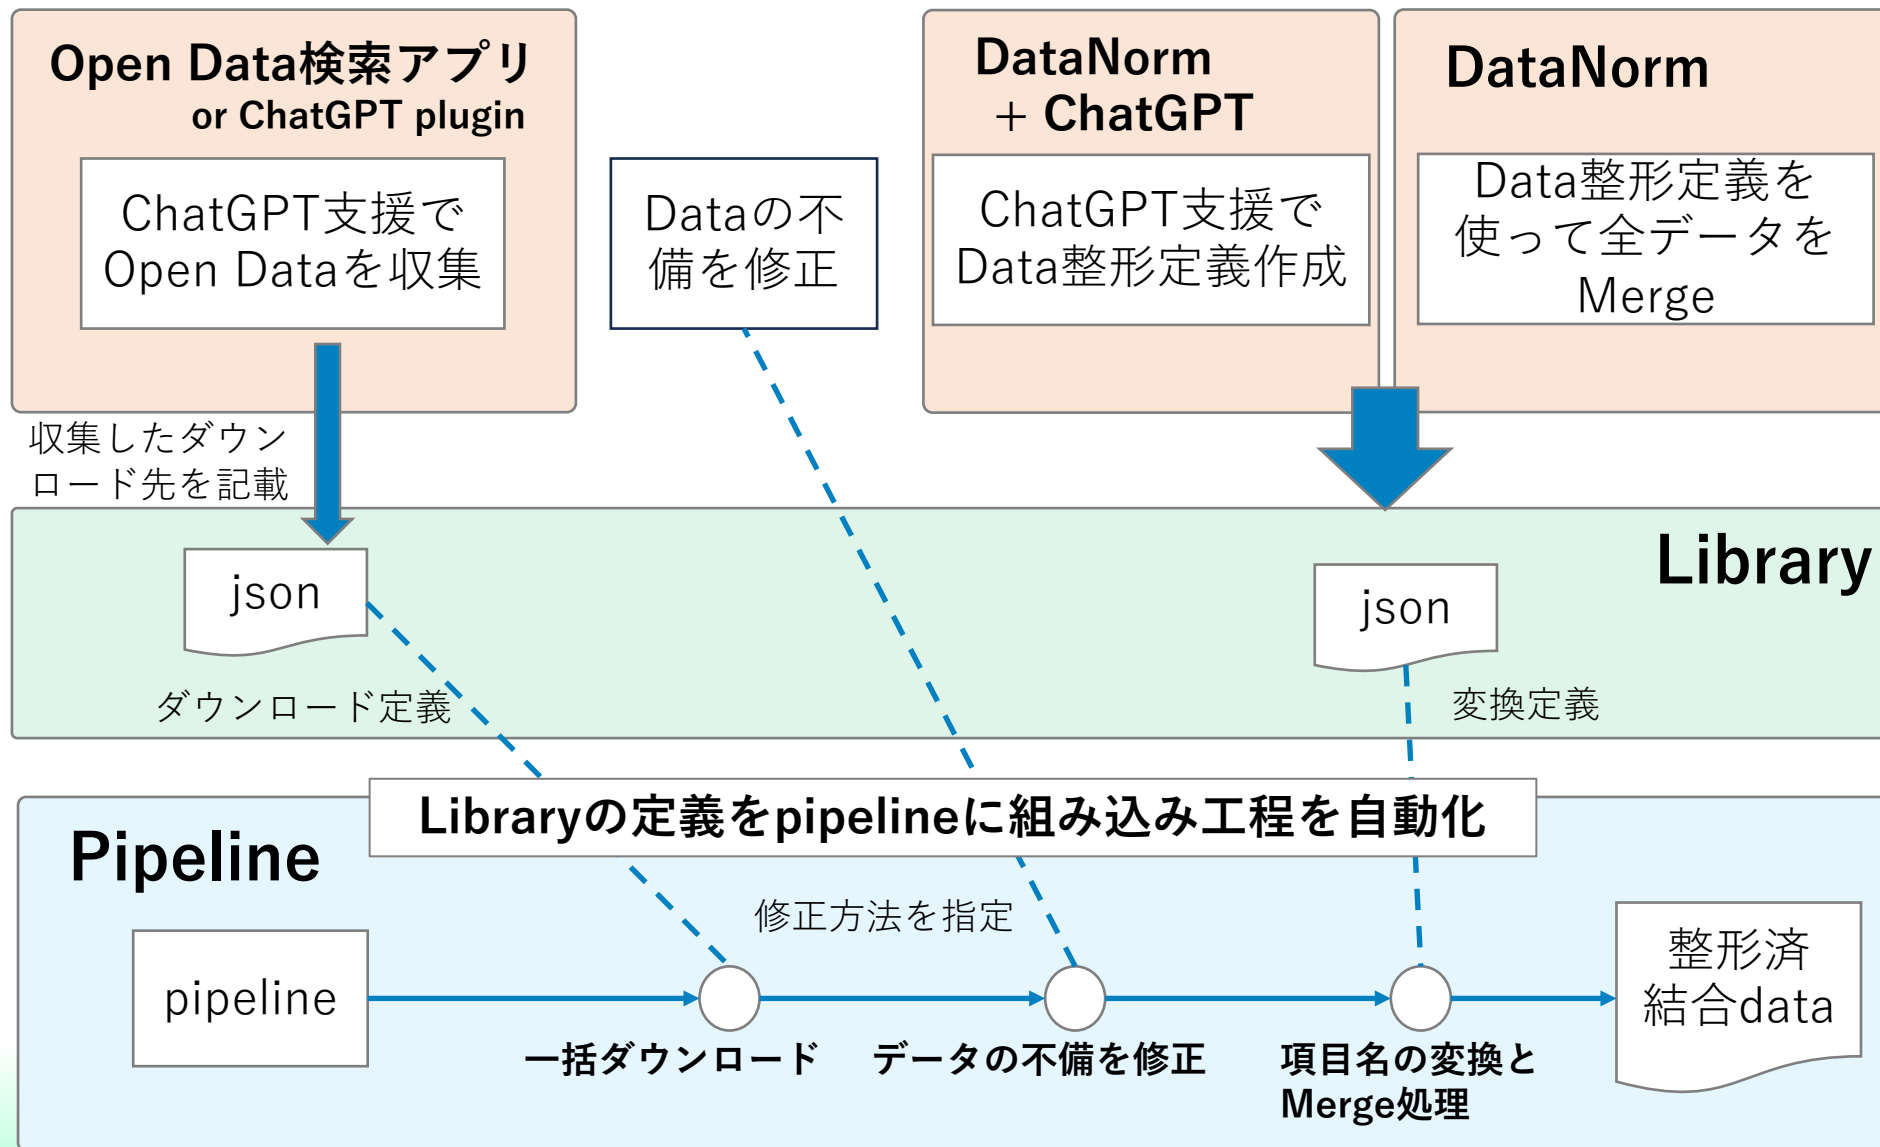 Open Data検索アプリ
or ChatGPT plugin
ChatGPT支援で
Open Dataを収集
Dataの不
備を修正
DataNorm
+ ChatGPT
ChatGPT支援で
Data整形定義作成
DataNorm
Data整形定義を
使って全データを
Merge
収集したダウン
ロード先を記載
Library
json
ダウンロード定義
json
変換定義
Libraryの定義をpipelineに組み込み工程を自動化
Pipeline
修正方法を指定
pipeline
一括ダウンロード
データの不備を修正
項目名の変換と
Merge処理
整形済
結合data